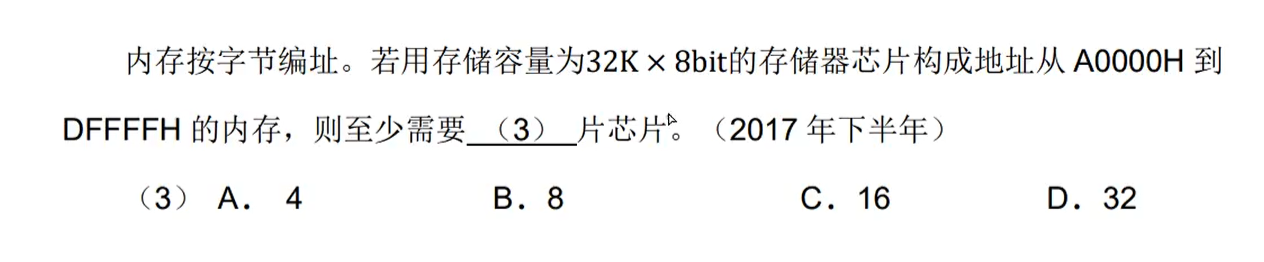 内存按字节编址。若用存储容量为32K × 8bit的存储器芯片构成地址从 A0000H 到
DFFFFH 的内存，则至少需要 （3） 片芯片。（2017 年下半年）
（3） A． 4 B．8 C．16 D．32